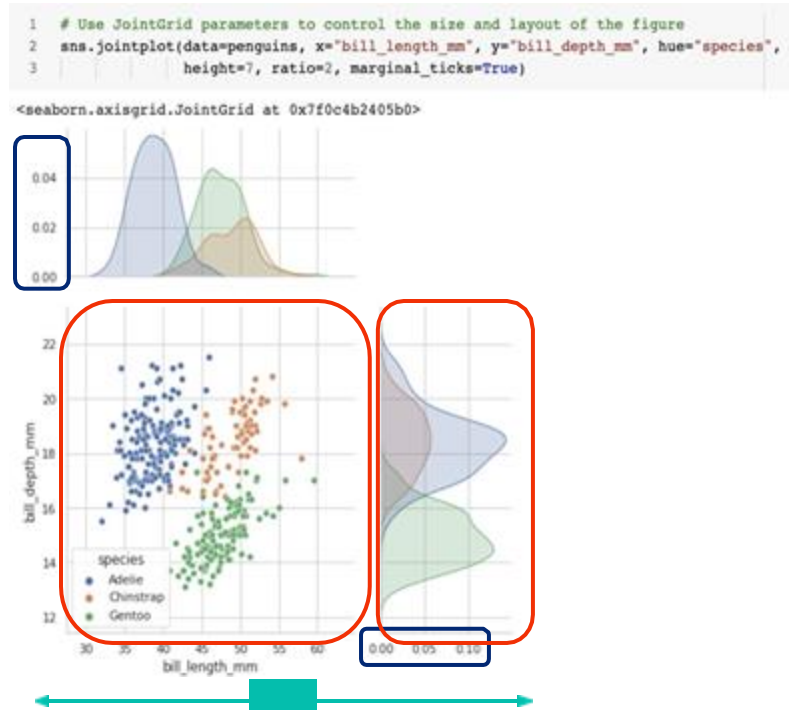 1 # Use JointGrid parameters to control the size and layout of the figure
2 sns.jointplot(data=penguins, x="bill_length_mm", y="bill_depth_mm", hue="species",
3 height=7, ratio=2, marginal_ticks=True)
<seaborn.axisgrid.JointGrid at 0x7f0c4b2405b0>
0.04
0.02
0.00
22
20
18
16
14
12
bill_depth_mm
species
Adelie
Chinstrap
Gentoo
30 35 40 45 50 55 60 0.00 0.05 0.10
bill_length_mm